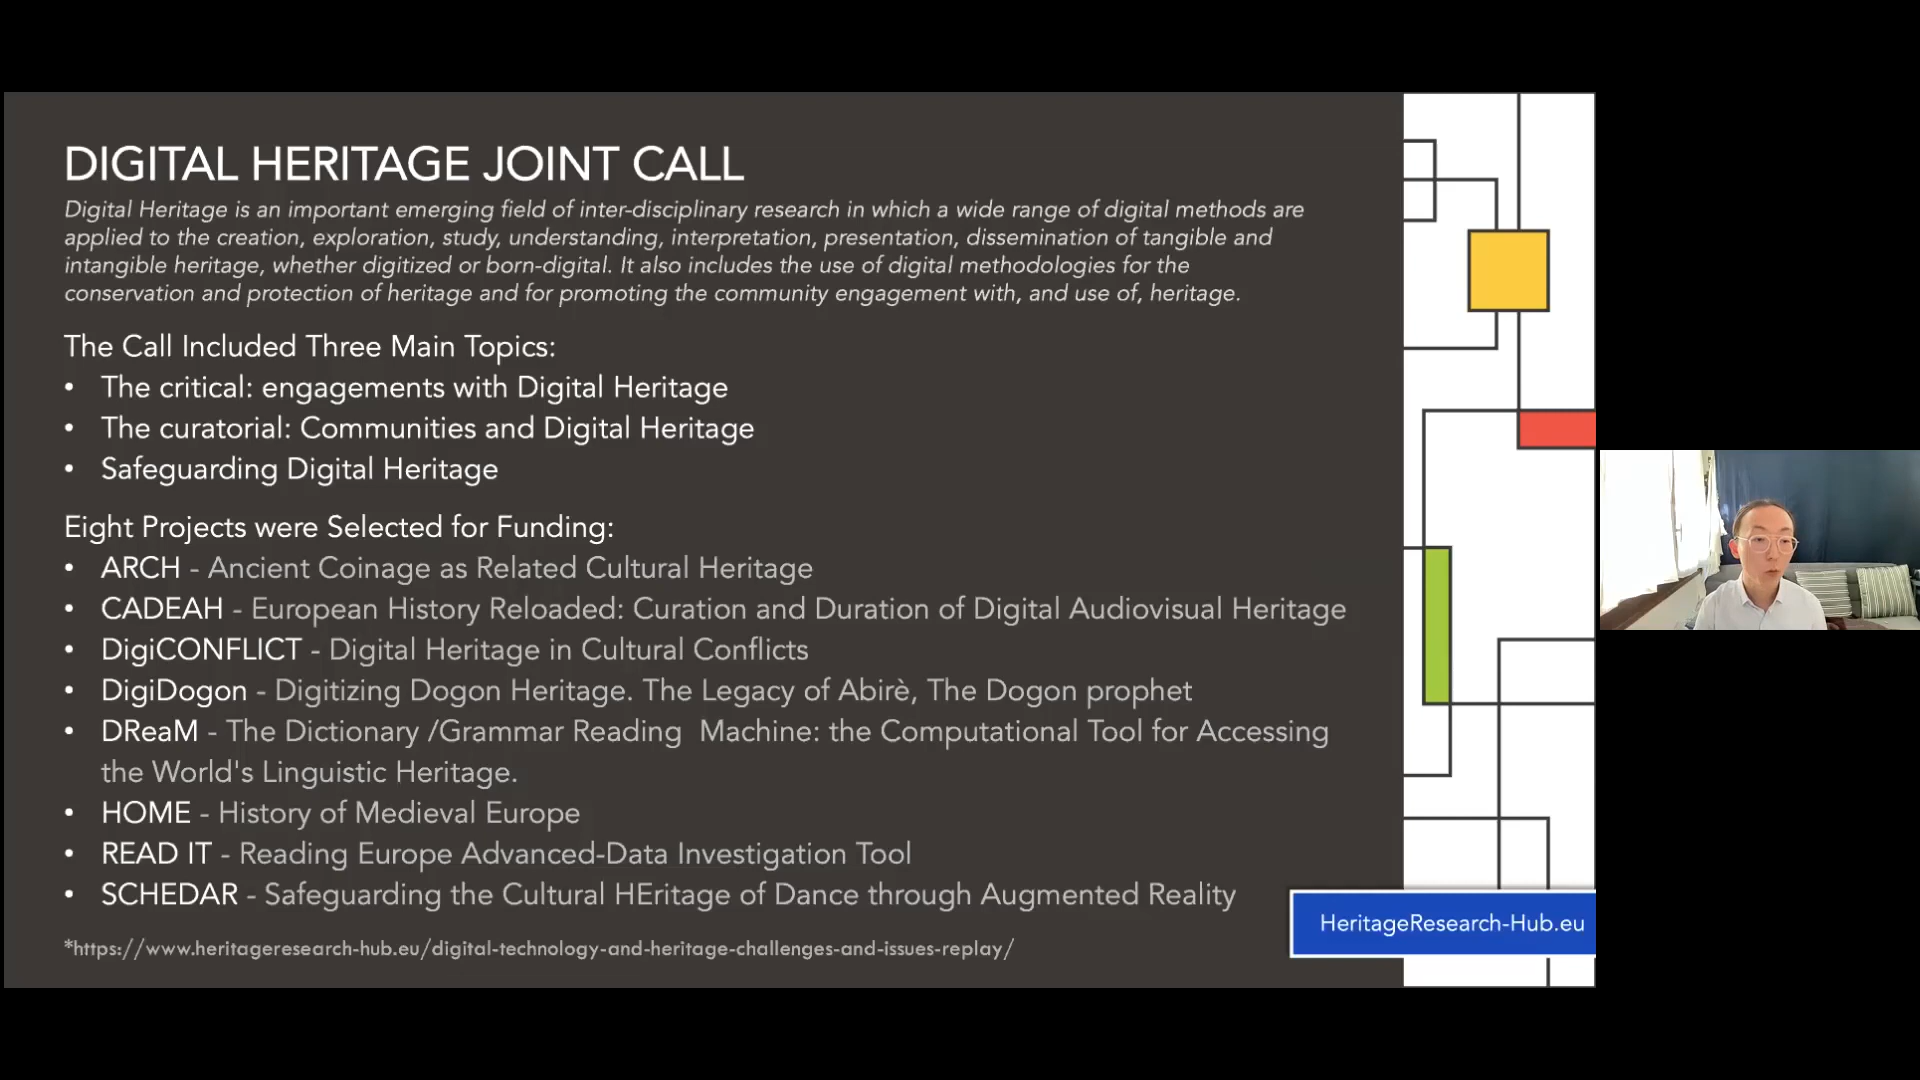 DIGITAL HERITAGE JOINT CALL
Digital Heritage is an important emerging field of inter-disciplinary research in which a wide range of digital methods are
applied to the creation, exploration, study, understanding, interpretation, presentation, dissemination of tangible and
intangible heritage, whether digitized or born-digital. It also includes the use of digital methodologies for the
conservation and protection of heritage and for promoting the community engagement with, and use of, heritage.
The Call Included Three Main Topics:
• The critical: engagements with Digital Heritage
• The curatorial: Communities and Digital Heritage
• Safeguarding Digital Heritage
Eight Projects were Selected for Funding:
• ARCH - Ancient Coinage as Related Cultural Heritage
• CADEAH - European History Reloaded: Curation and Duration of Digital Audiovisual Heritage
• DigiCONFLICT - Digital Heritage in Cultural Conflicts
• DigiDogon - Digitizing Dogon Heritage. The Legacy of Abirè, The Dogon prophet
• DReaM - The Dictionary /Grammar Reading  Machine: the Computational Tool for Accessing
the World's Linguistic Heritage.
• HOME - History of Medieval Europe
• READ IT - Reading Europe Advanced-Data Investigation Tool
• SCHEDAR - Safeguarding the Cultural HEritage of Dance through Augmented Reality
HeritageResearch-Hub.eu
*https://www.heritageresearch-hub.eu/digital-technology-and-heritage-challenges-and-issues-replay/